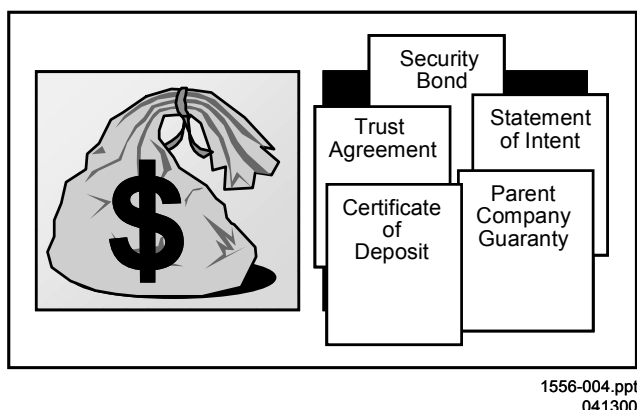 $
Security
Bond
Trust
Agreement
Statement
of Intent
Certificate
of
Deposit
Parent
Company
Guaranty
1556-004.ppt
041300